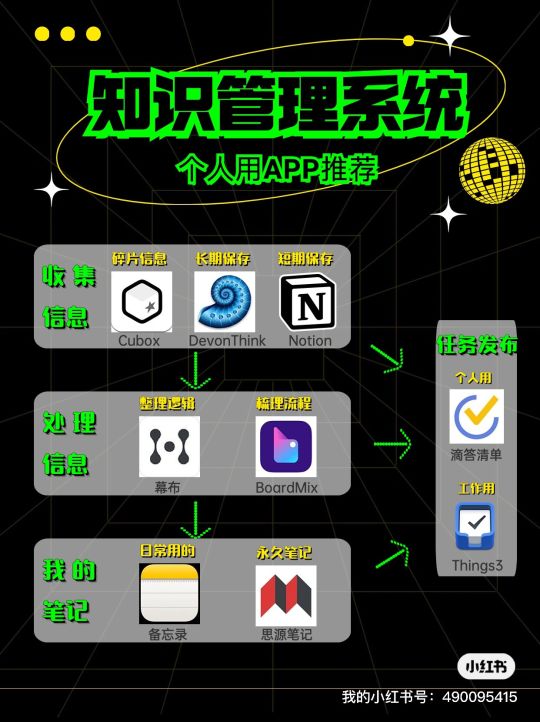 知识管理系统
个人用APP推荐
收集
信息
碎片信息
长期保存
短期保存
N
Cubox
DevonThink
Notion
处理
信息
整理逻辑
梳理流程
幕布
BoardMix
我的
笔记
日常用的
永久笔记
备忘录
思源笔记
任务发布
个人用
滴答清单
工作用
Things3
小红书
我的小红书号：490095415